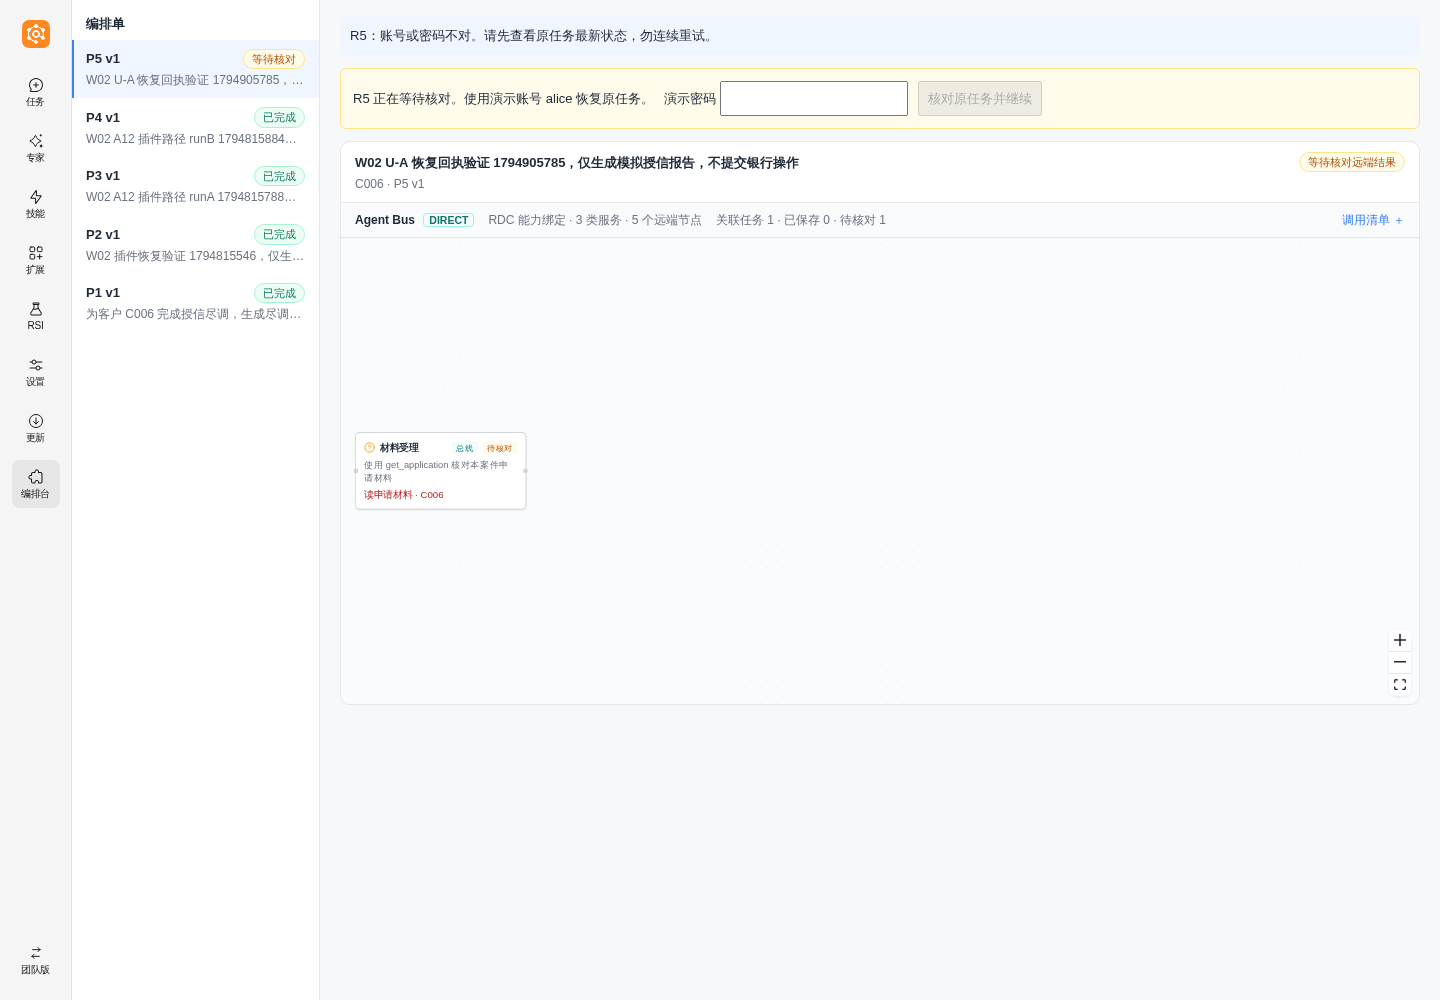 任务
专家
技能
扩展
RSI
设置
更新
编排台
团队版
编排单
P5 v1 等待核对
W02 U-A 恢复回执验证 1794905785，…
P4 v1 已完成
W02 A12 插件路径 runB 1794815884…
P3 v1 已完成
W02 A12 插件路径 runA 1794815788…
P2 v1 已完成
W02 插件恢复验证 1794815546，仅生…
P1 v1 已完成
为客户 C006 完成授信尽调，生成尽调…
R5：账号或密码不对。请先查看原任务最新状态，勿连续重试。
R5 正在等待核对。使用演示账号 alice 恢复原任务。 演示密码 核对原任务并继续
W02 U-A 恢复回执验证 1794905785，仅生成模拟授信报告，不提交银行操作 等待核对远端结果
C006 · P5 v1
Agent Bus DIRECT RDC 能力绑定 · 3 类服务 · 5 个远端节点 关联任务 1 · 已保存 0 · 待核对 1 调用清单 ＋
材料受理 总线 待核对
使用 get_application 核对本案件申
请材料
读申请材料 · C006